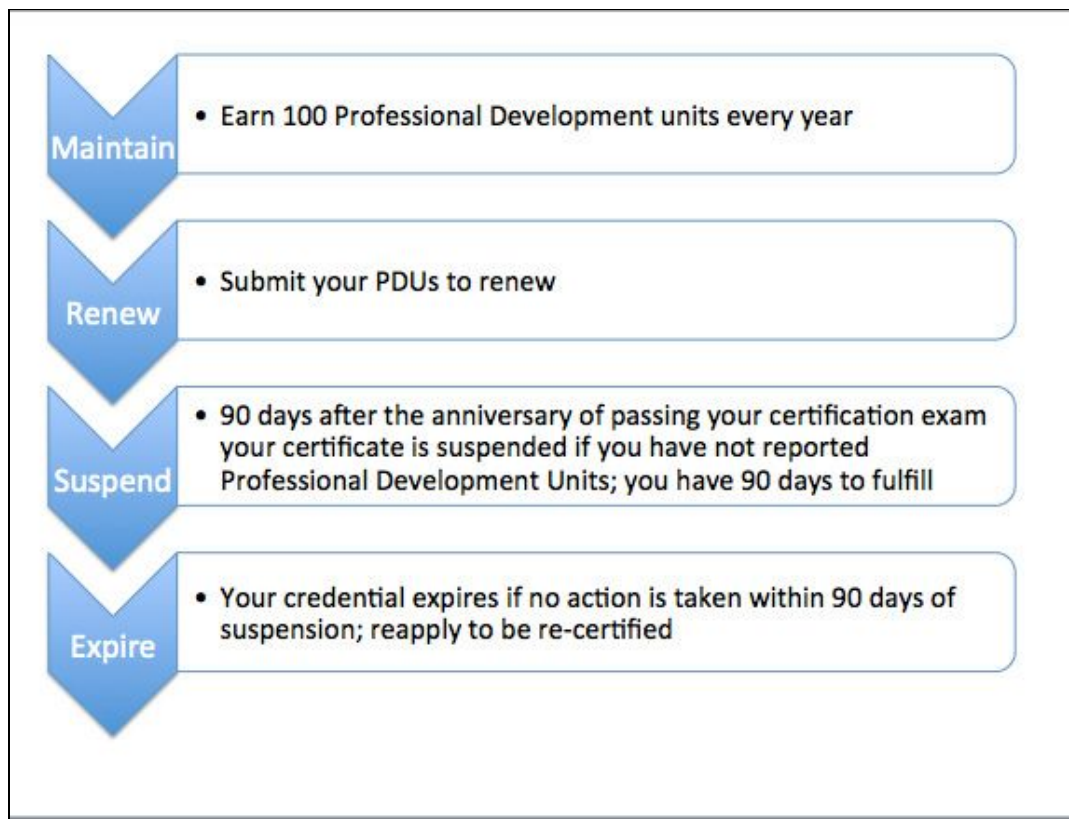 Maintain
• Earn 100 Professional Development units every year
Renew
• Submit your PDUs to renew
Suspend
• 90 days after the anniversary of passing your certification exam
your certificate is suspended if you have not reported
Professional Development Units; you have 90 days to fulfill
Expire
• Your credential expires if no action is taken within 90 days of
suspension; reapply to be re-certified